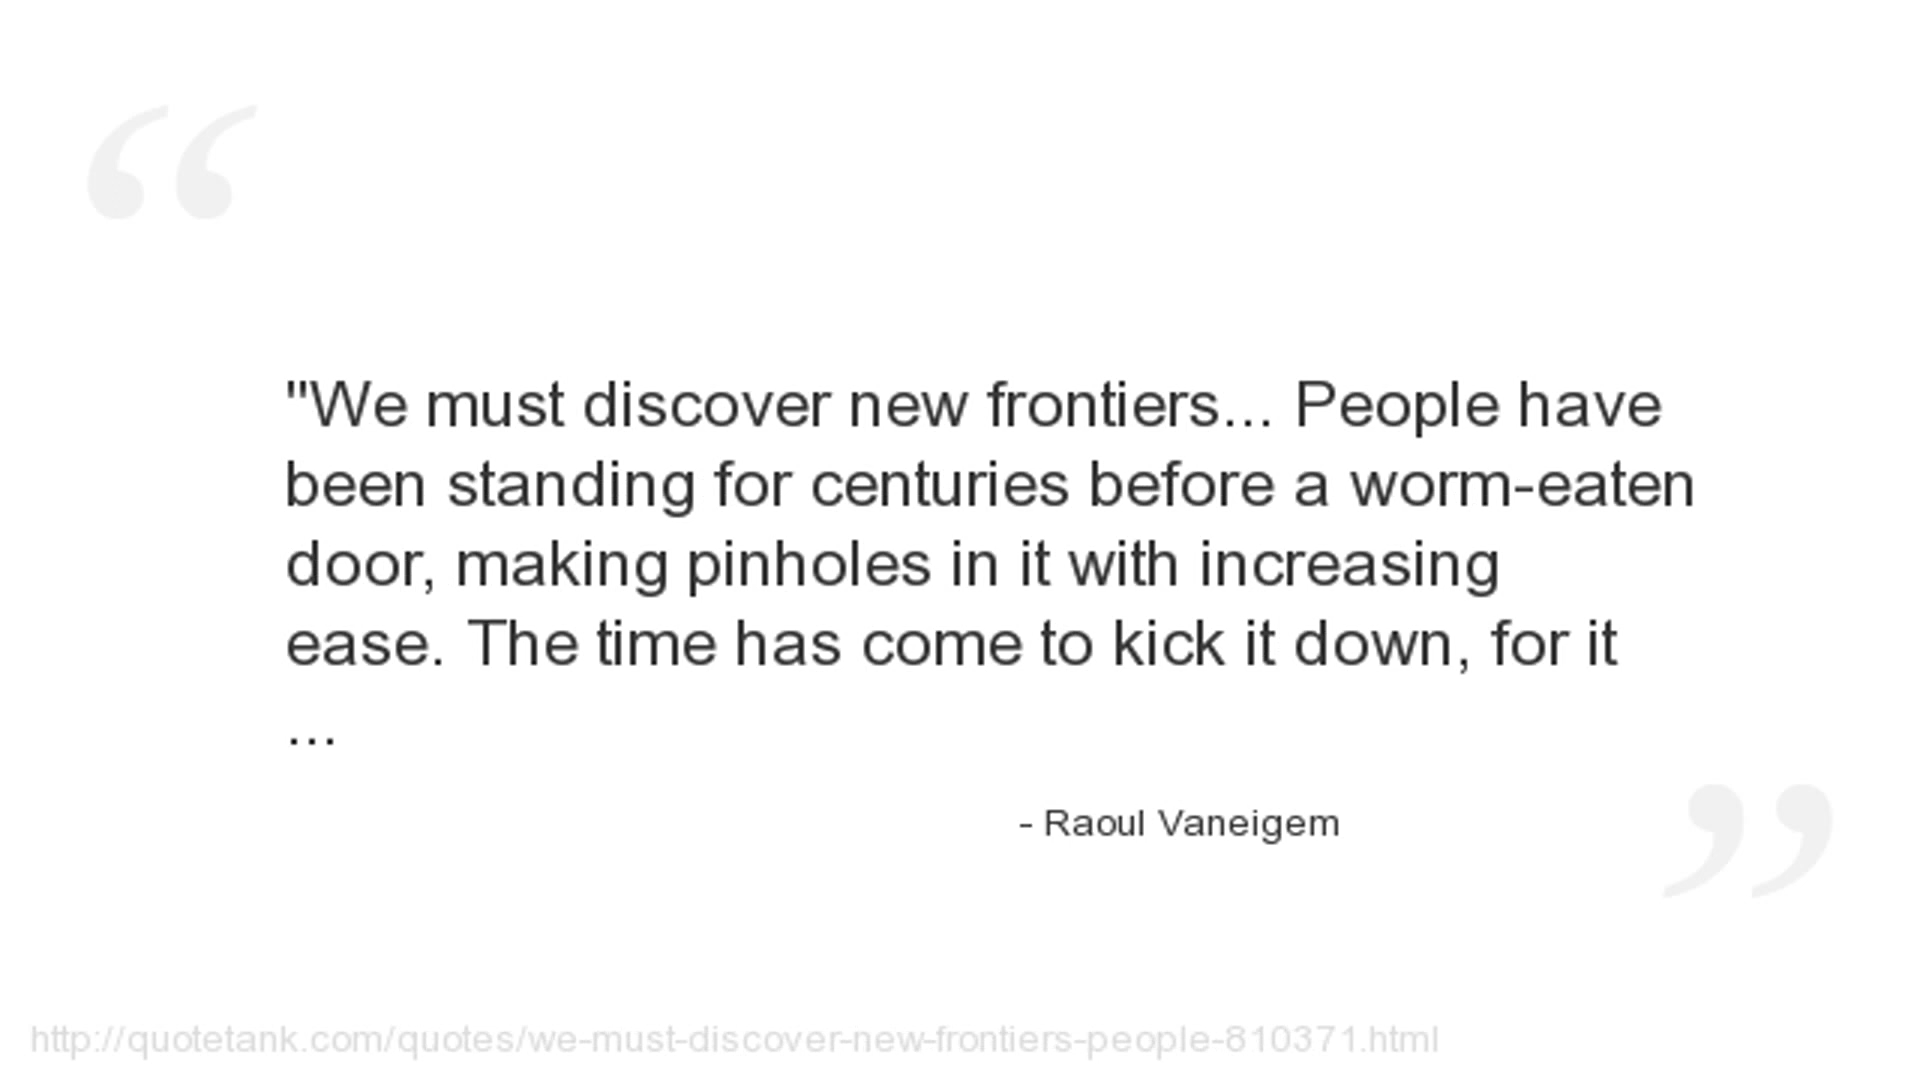 "We must discover new frontiers... People have
been standing for centuries before a worm-eaten
door, making pinholes in it with increasing
ease. The time has come to kick it down, for it
...
- Raoul Vaneigem
http://quotetank.com/quotes/we-must-discover-new-frontiers-people-810371.html